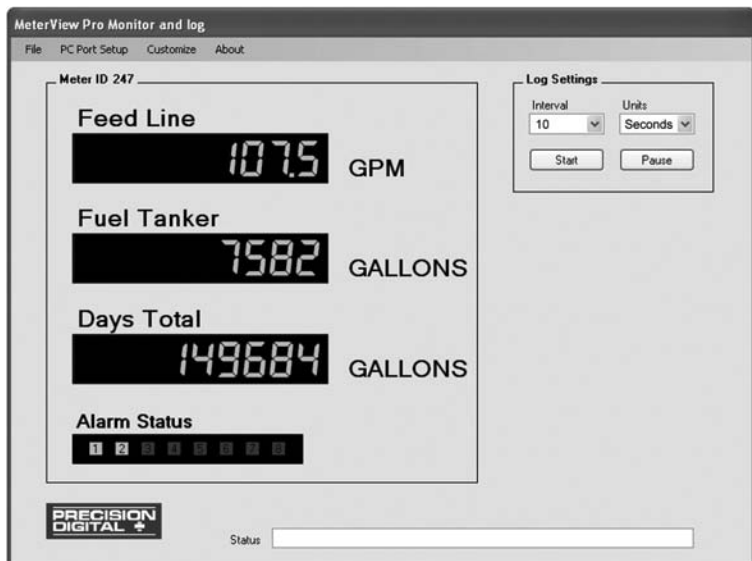 MeterView Pro Monitor and log
File PC Port Setup Customize About
Meter ID 247
Feed Line
107.5 GPM
Fuel Tanker
7582 GALLONS
Days Total
149684 GALLONS
Alarm Status
1 2 3 4 5 6 7 8
Log Settings
Interval Units
10 Seconds
Start Pause
PRECISION
DIGITAL
Status